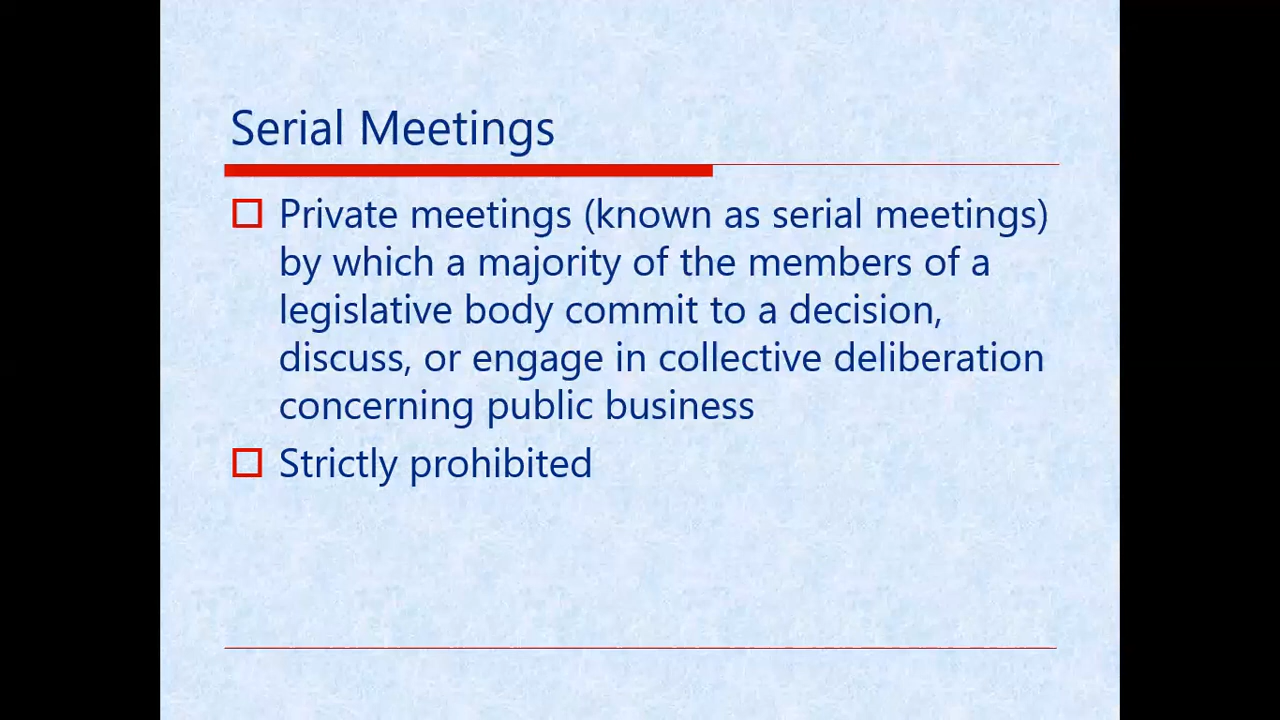 Serial Meetings
Private meetings (known as serial meetings)
by which a majority of the members of a
legislative body commit to a decision,
discuss, or engage in collective deliberation
concerning public business
Strictly prohibited